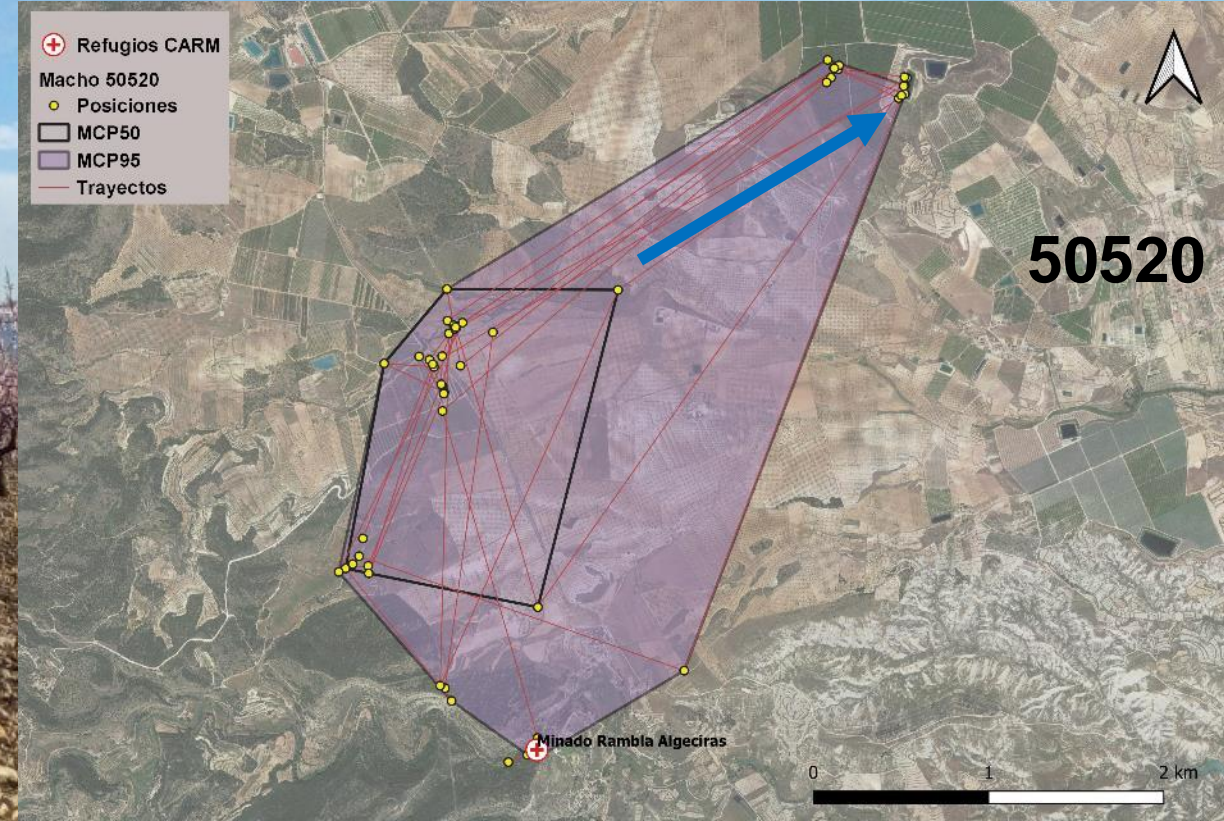 Refugios CARM
Macho 50520
Posiciones
MCP50
MCP95
Trayectos
50520
Minado Rambla Algeciras
0 1 2 km